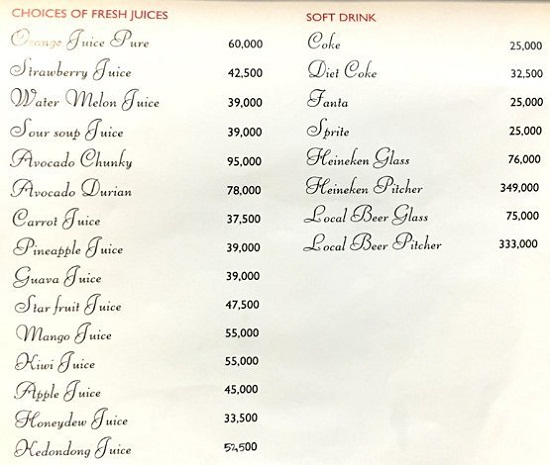 CHOICES OF FRESH JUICES
Orange Juice Pure 60,000
Strawberry Juice 42,500
Water Melon Juice 39,000
Sour soup Juice 39,000
Avocado Chunky 95,000
Avocado Durian 78,000
Carrot Juice 37,500
Pineapple Juice 39,000
Guava Juice 39,000
Star fruit Juice 47,500
Mango Juice 55,000
Kiwi Juice 55,000
Apple Juice 45,000
Honeydew Juice 33,500
Kedondong Juice 52,500
SOFT DRINK
Coke 25,000
Diet Coke 32,500
Fanta 25,000
Sprite 25,000
Heineken Glass 76,000
Heineken Pitcher 349,000
Local Beer Glass 75,000
Local Beer Pitcher 333,000